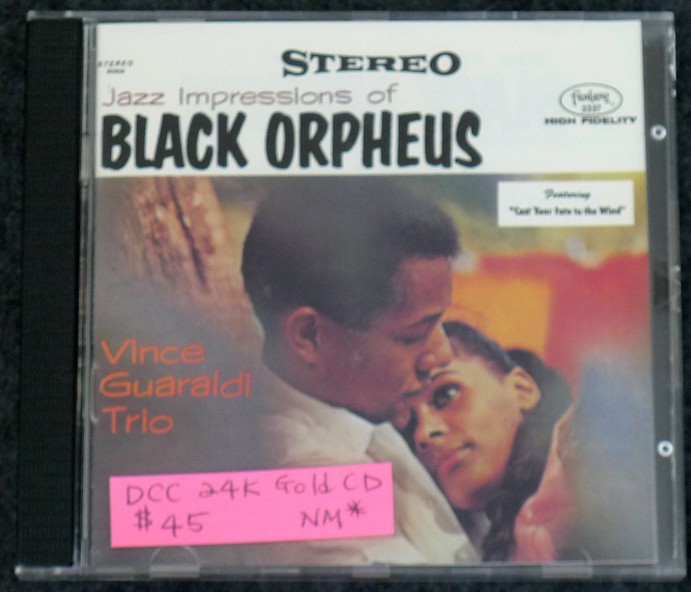 STEREO
STEREO
Jazz Impressions of
BLACK ORPHEUS
fantasy
3337
HIGH FIDELITY
Featuring
"Cast Your Fate to the Wind"
Vince
Guaraldi
Trio
DCC 24K Gold CD
$45 NM*